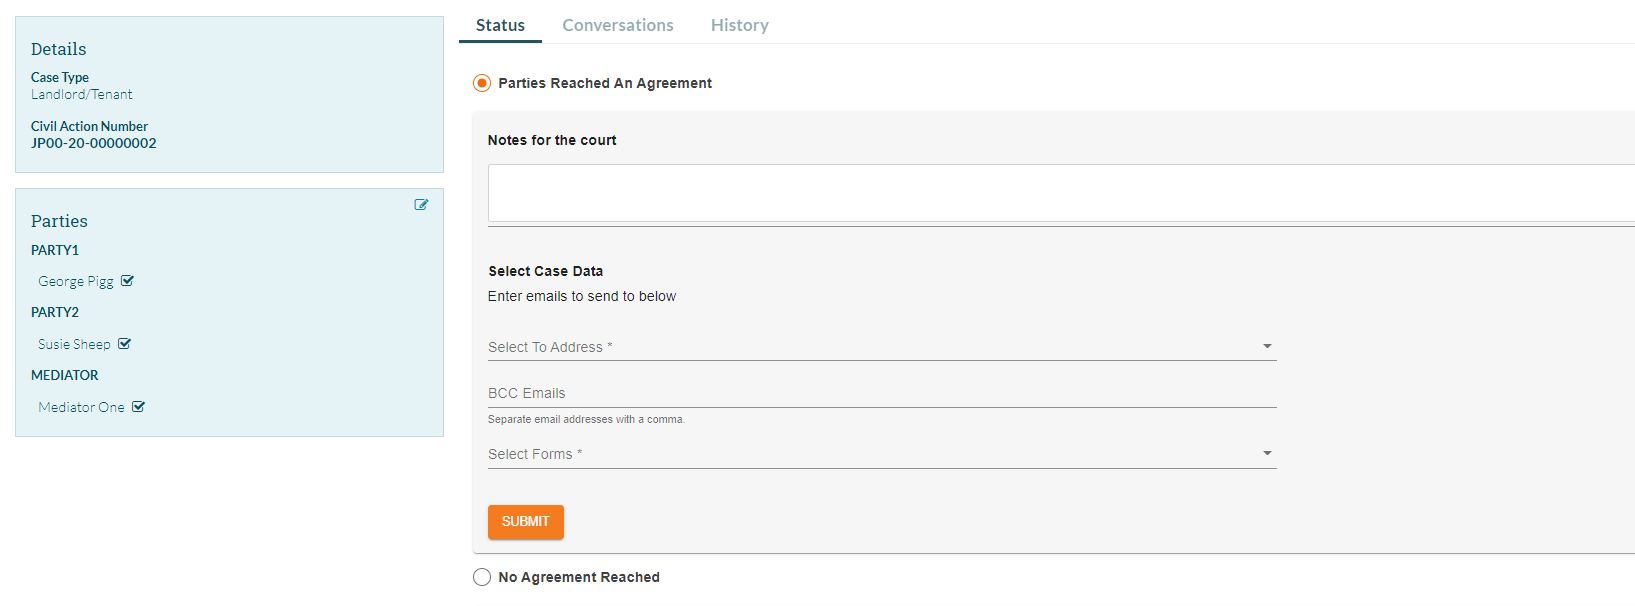 Details
Case Type
Landlord/Tenant
Civil Action Number
JP00-20-00000002
Parties
PARTY1
George Pigg
PARTY2
Susie Sheep
MEDIATOR
Mediator One
Status Conversations History
Parties Reached An Agreement
Notes for the court
Select Case Data
Enter emails to send to below
Select To Address *
BCC Emails
Separate email addresses with a comma.
Select Forms *
SUBMIT
No Agreement Reached